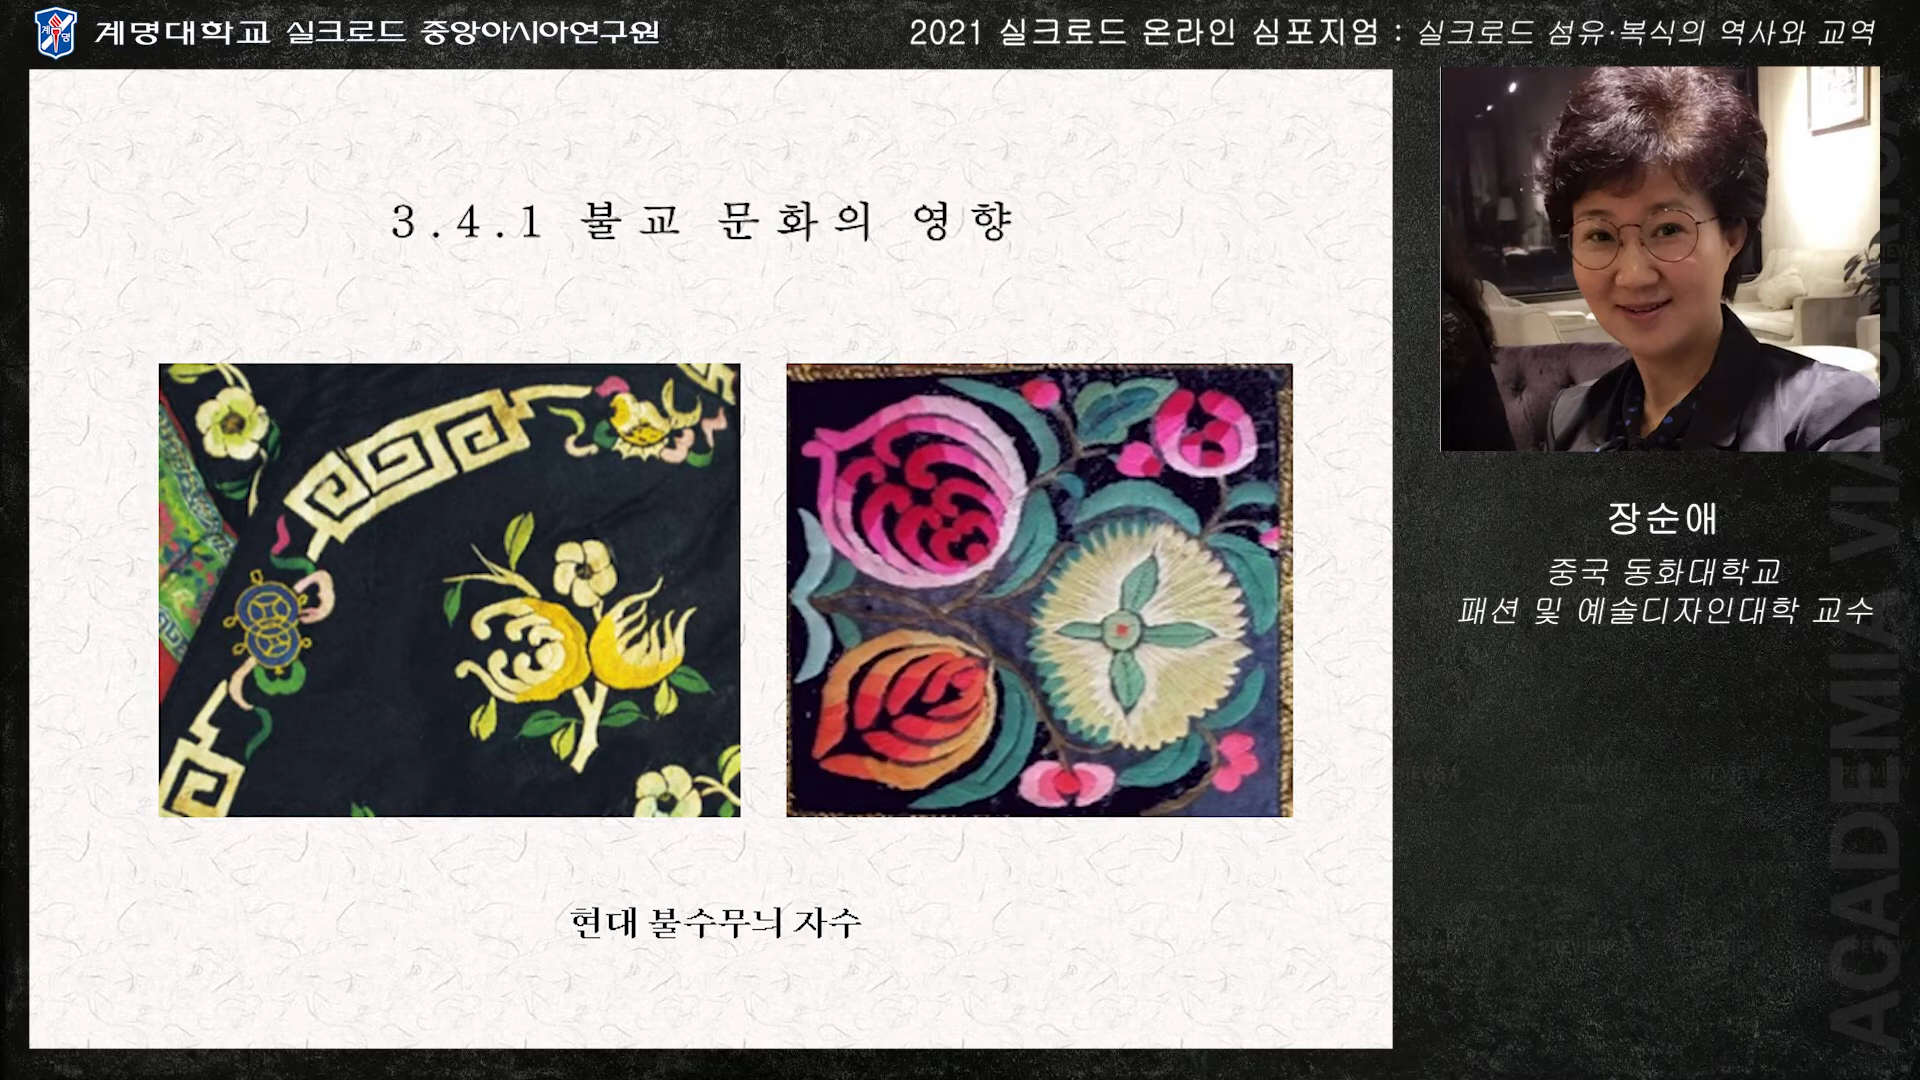 계명대학교 실크로드 중앙아시아연구원
2021 실크로드 온라인 심포지엄 : 실크로드 섬유·복식의 역사와 교역
3.4.1 불교 문화의 영향
현대 불수무늬 자수
장순애
중국 동화대학교
패션 및 예술디자인대학 교수